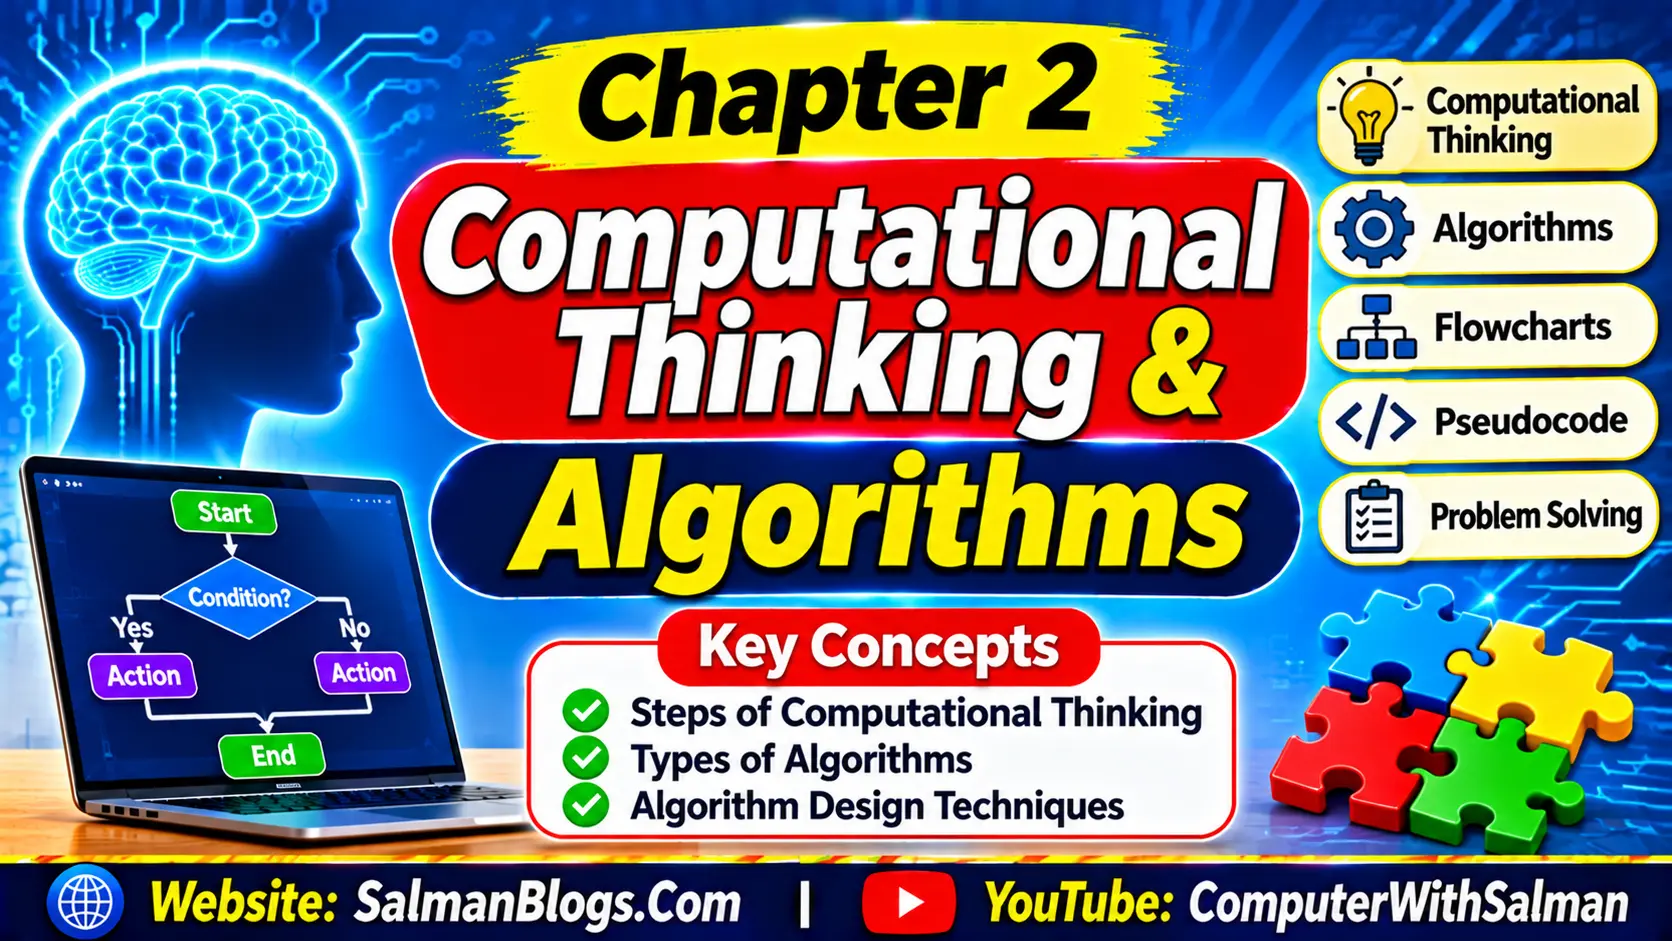 Chapter 2
Computational
Thinking &
Algorithms
Computational
Thinking
Algorithms
Flowcharts
Pseudocode
Problem Solving
Start
Condition?
Yes
No
Action
Action
End
Key Concepts
Steps of Computational Thinking
Types of Algorithms
Algorithm Design Techniques
Website: SalmanBlogs.Com | YouTube: ComputerWithSalman